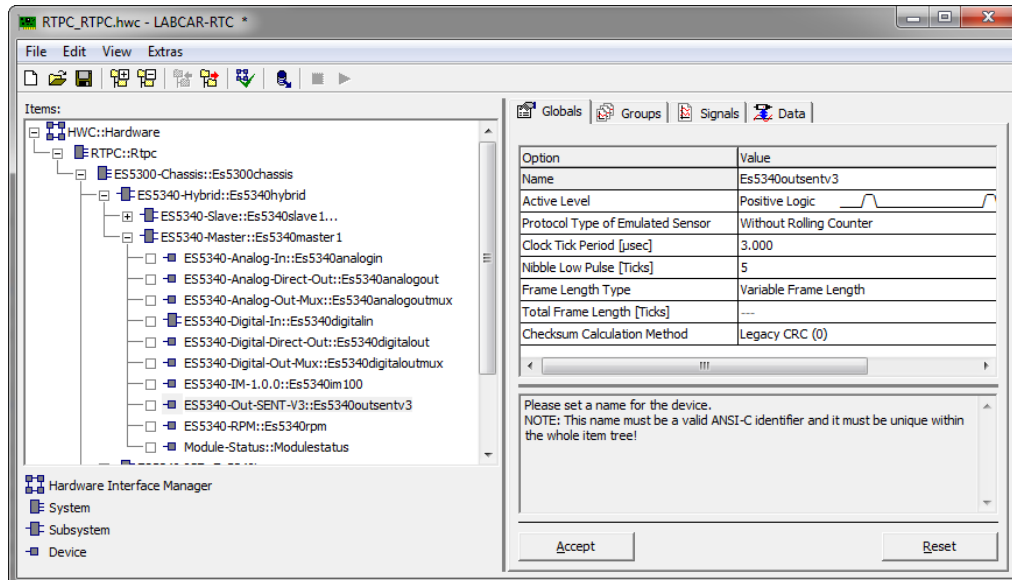 RTPC_RTPC.hwc - LABCAR-RTC *
File Edit View Extras
Items:
HWC::Hardware
RTPC::Rtpc
ES5300-Chassis::Es5300chassis
ES5340-Hybrid::Es5340hybrid
ES5340-Slave::Es5340slave1...
ES5340-Master::Es5340master1
ES5340-Analog-In::Es5340analogin
ES5340-Analog-Direct-Out::Es5340analogout
ES5340-Analog-Out-Mux::Es5340analogoutmux
ES5340-Digital-In::Es5340digitalin
ES5340-Digital-Direct-Out::Es5340digitalout
ES5340-Digital-Out-Mux::Es5340digitaloutmux
ES5340-IM-1.0.0::Es5340im100
ES5340-Out-SENT-V3::Es5340outsentv3
ES5340-RPM::Es5340rpm
Module-Status::Modulestatus
Hardware Interface Manager
System
Subsystem
Device
Globals Groups Signals Data
Option Value
Name Es5340outsentv3
Active Level Positive Logic
Protocol Type of Emulated Sensor Without Rolling Counter
Clock Tick Period [µsec] 3.000
Nibble Low Pulse [Ticks] 5
Frame Length Type Variable Frame Length
Total Frame Length [Ticks] ---
Checksum Calculation Method Legacy CRC (0)
Please set a name for the device.
NOTE: This name must be a valid ANSI-C identifier and it must be unique within
the whole item tree!
Accept Reset